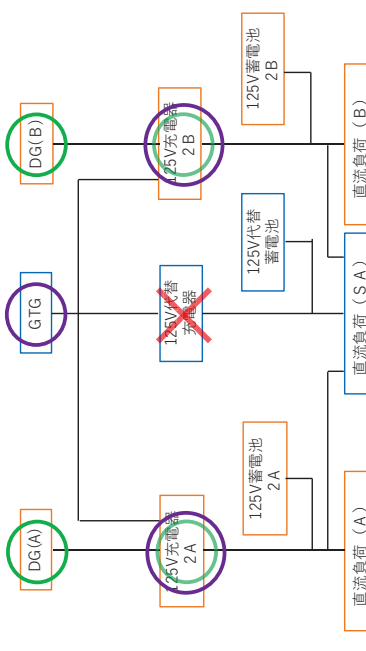 DG(A)
GTG
DG(B)
125V充電器
2A
125V代替
充電器
125V充電器
2B
125V蓄電池
2A
125V代替
蓄電池
125V蓄電池
2B
直流負荷（A）
直流負荷（SA）
直流負荷（B）